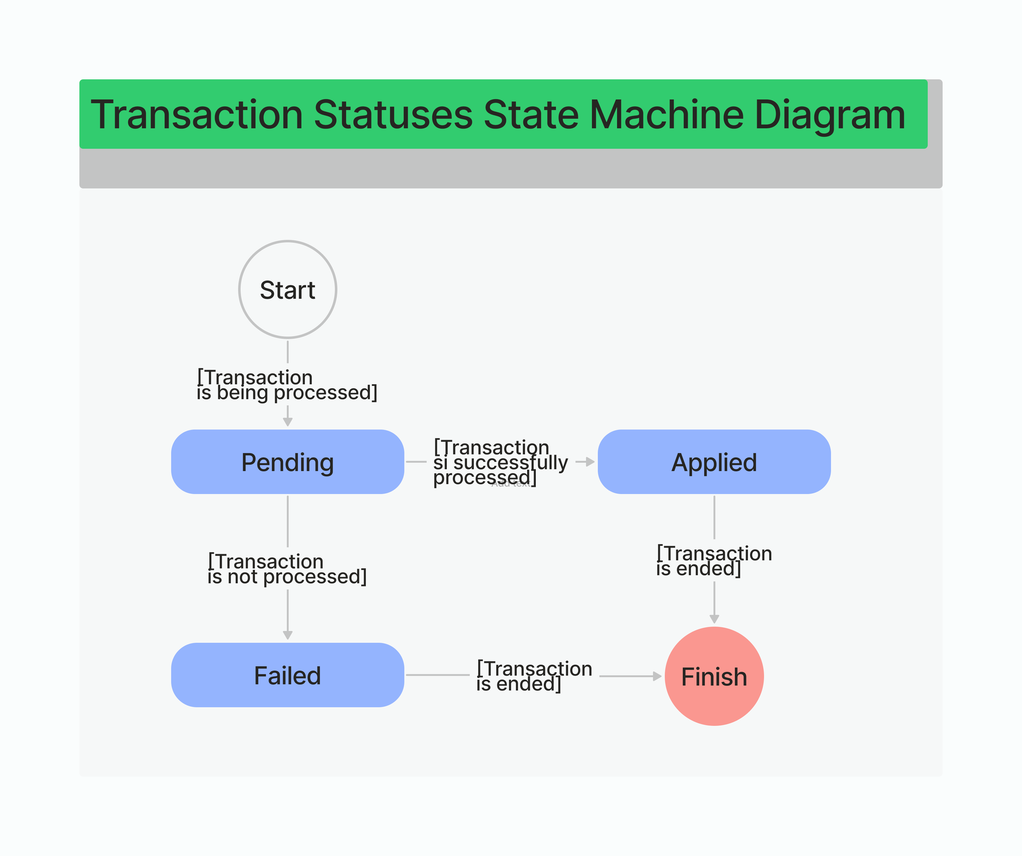 Transaction Statuses State Machine Diagram
Start
[Transaction
is being processed]
Pending
[Transaction
si successfully
processed]
Applied
[Transaction
is not processed]
[Transaction
is ended]
Failed
[Transaction
is ended]
Finish